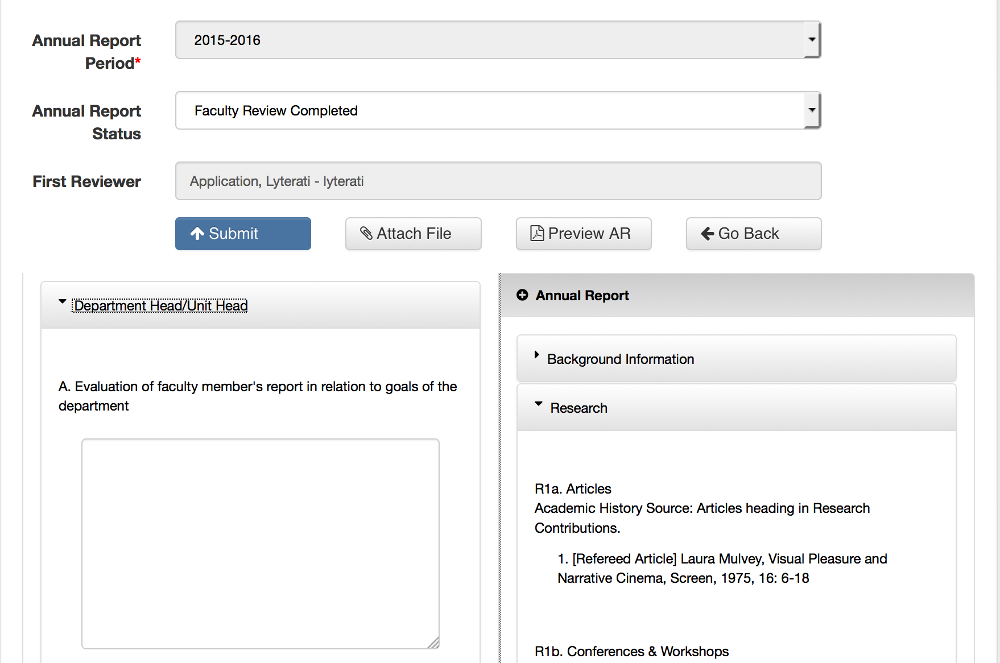 Annual Report
Period*
2015-2016
Annual Report
Status
Faculty Review Completed
First Reviewer
Application, Lyterati - lyterati
Submit
Attach File
Preview AR
Go Back
Department Head/Unit Head
A. Evaluation of faculty member's report in relation to goals of the
department
Annual Report
Background Information
Research
R1a. Articles
Academic History Source: Articles heading in Research
Contributions.
1. [Refereed Article] Laura Mulvey, Visual Pleasure and
Narrative Cinema, Screen, 1975, 16: 6-18
R1b. Conferences & Workshops